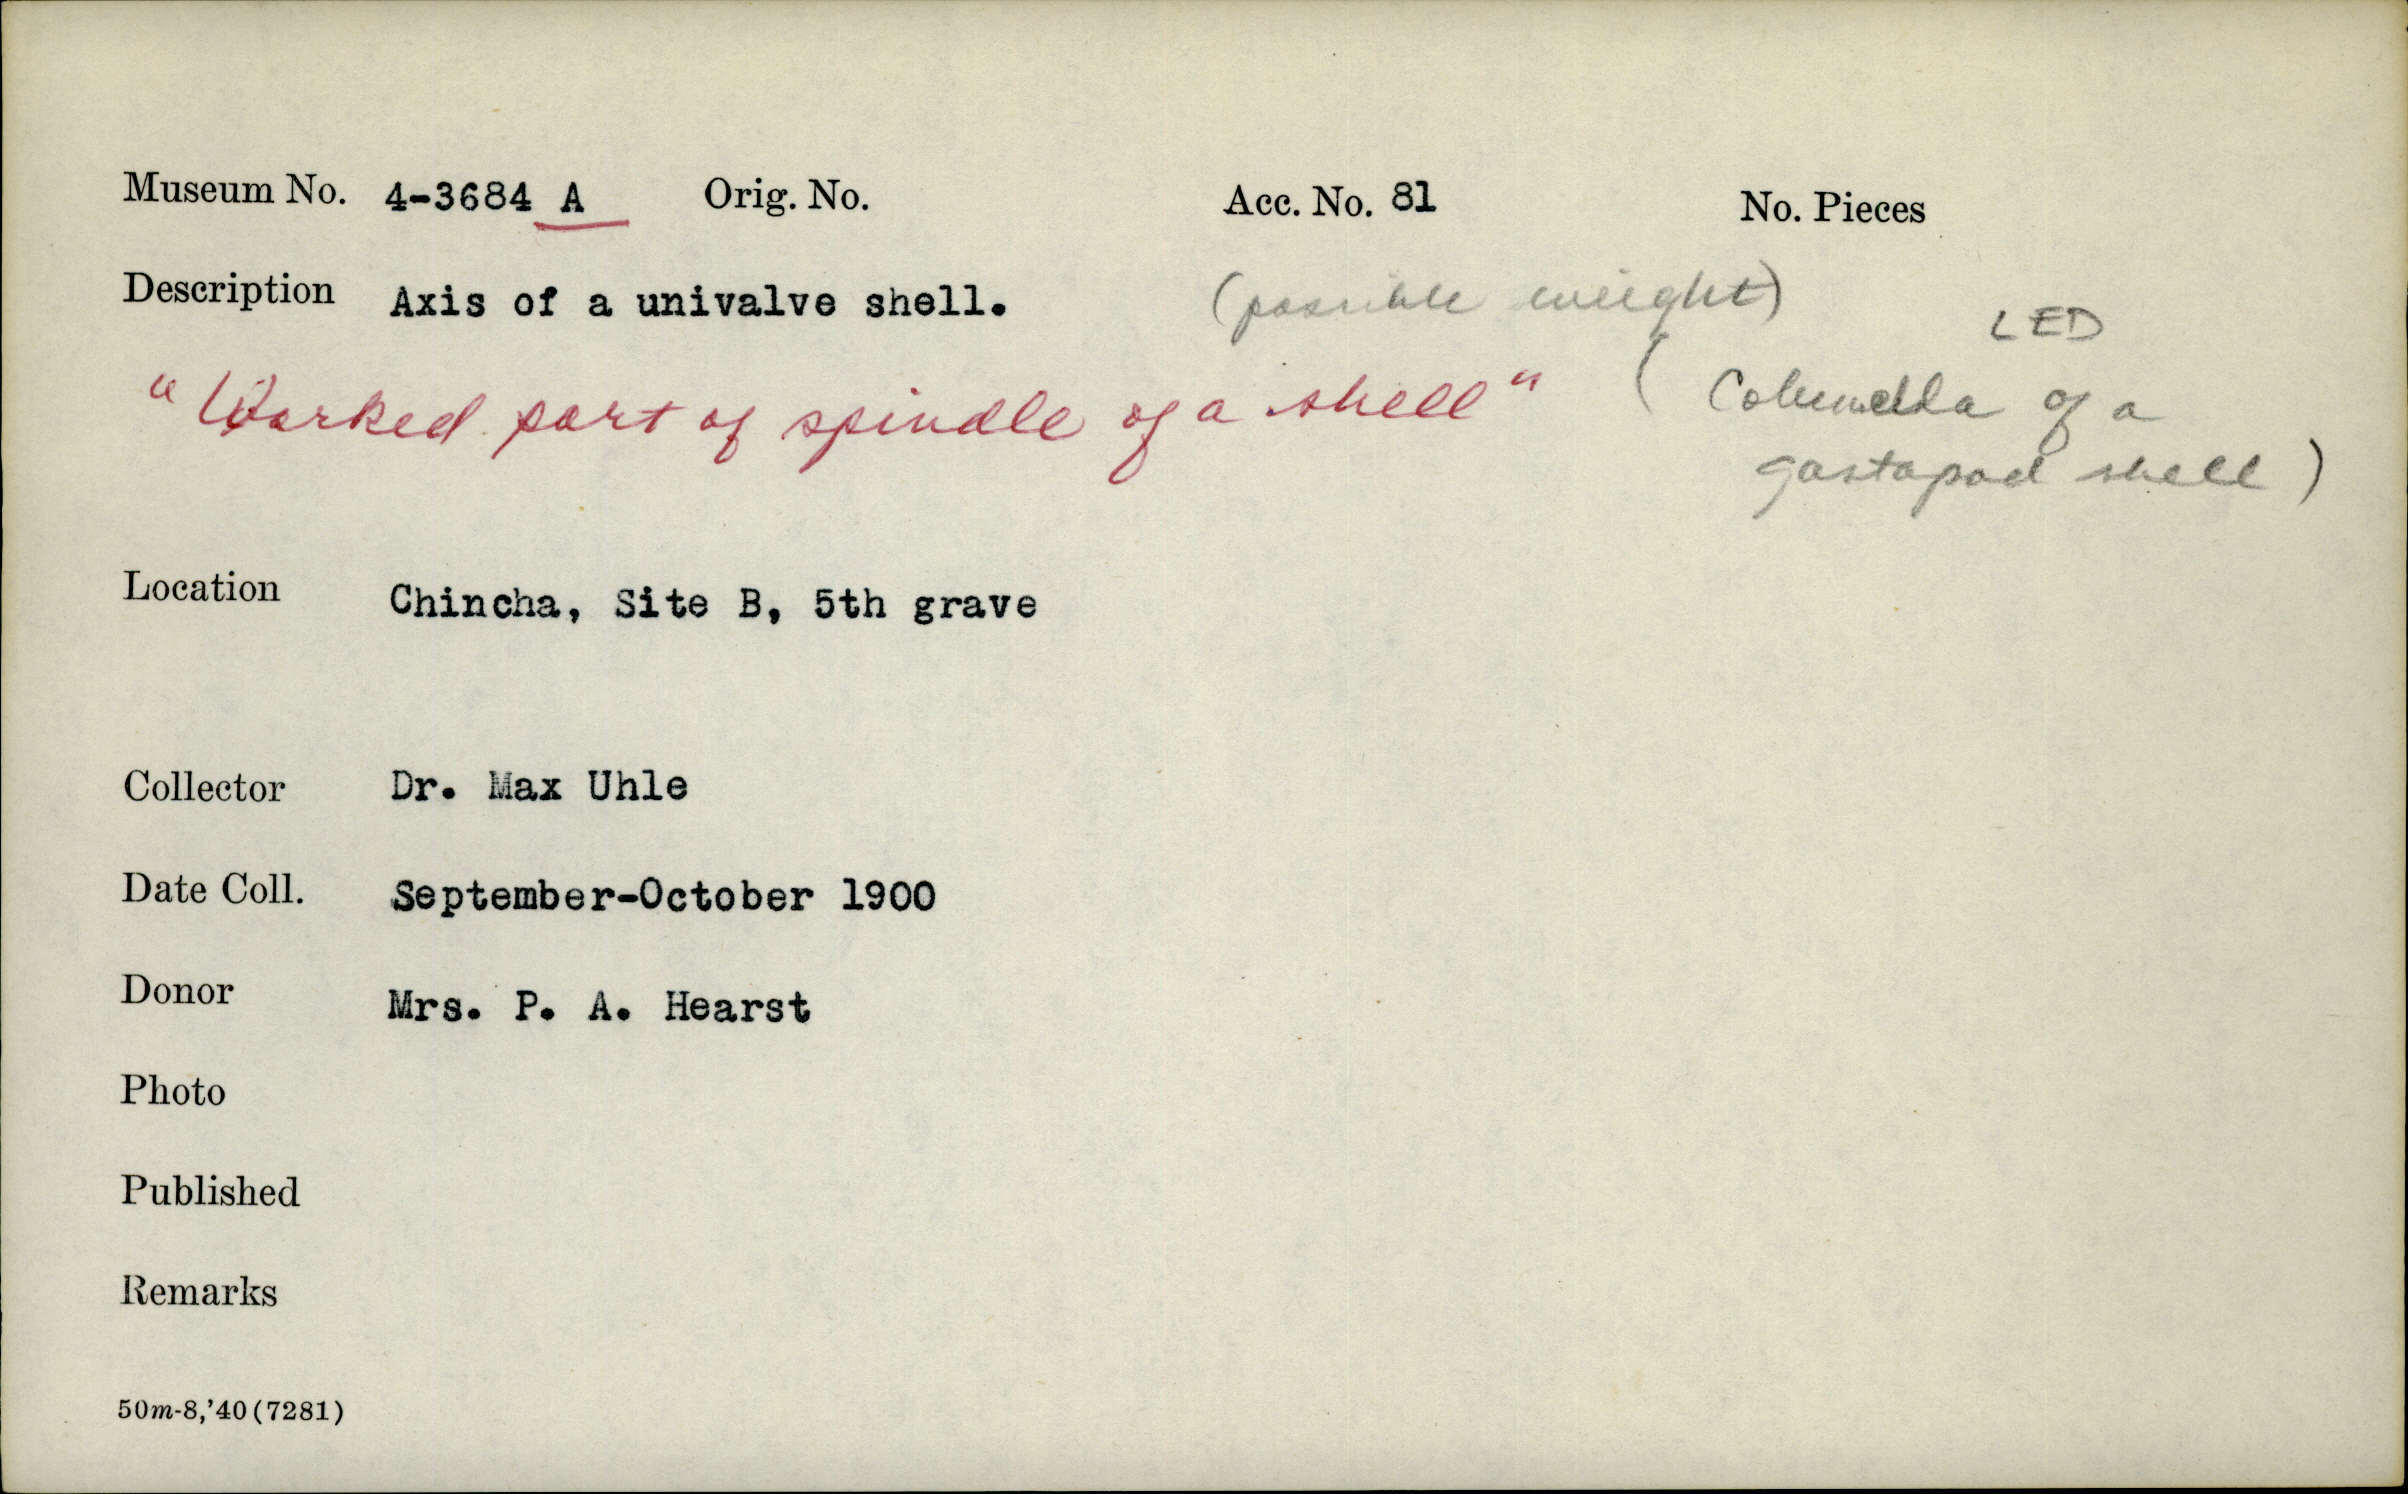 Museum No. 4-3684 A Orig. No. Acc. No. 81 No. Pieces
Description Axis of a univalve shell. (possible weight)
LED
"Worked part of spindle of a shell" (Columella of a
gastopod shell)
Location Chincha, Site B, 5th grave
Collector Dr. Max Uhle
Date Coll. September-October 1900
Donor Mrs. P. A. Hearst
Photo
Published
Remarks
50m-8,'40(7281)